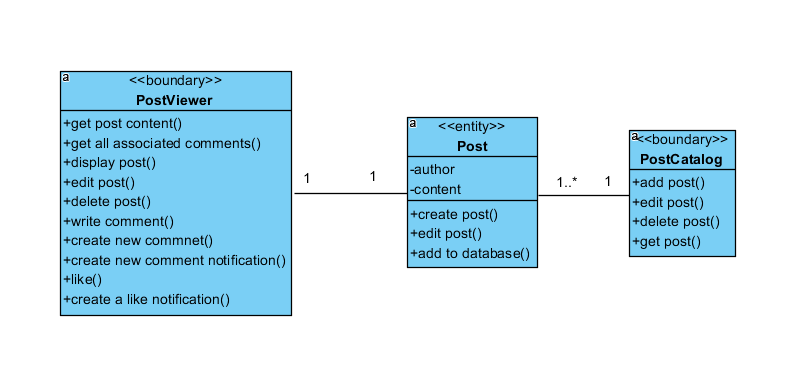 a
<<boundary>>
PostViewer
+get post content()
+get all associated comments()
+display post()
+edit post()
+delete post()
+write comment()
+create new commnet()
+create new comment notification()
+like()
+create a like notification()
1
1
a
<<entity>>
Post
-author
-content
+create post()
+edit post()
+add to database()
1..*
1
a
<<boundary>>
PostCatalog
+add post()
+edit post()
+delete post()
+get post()